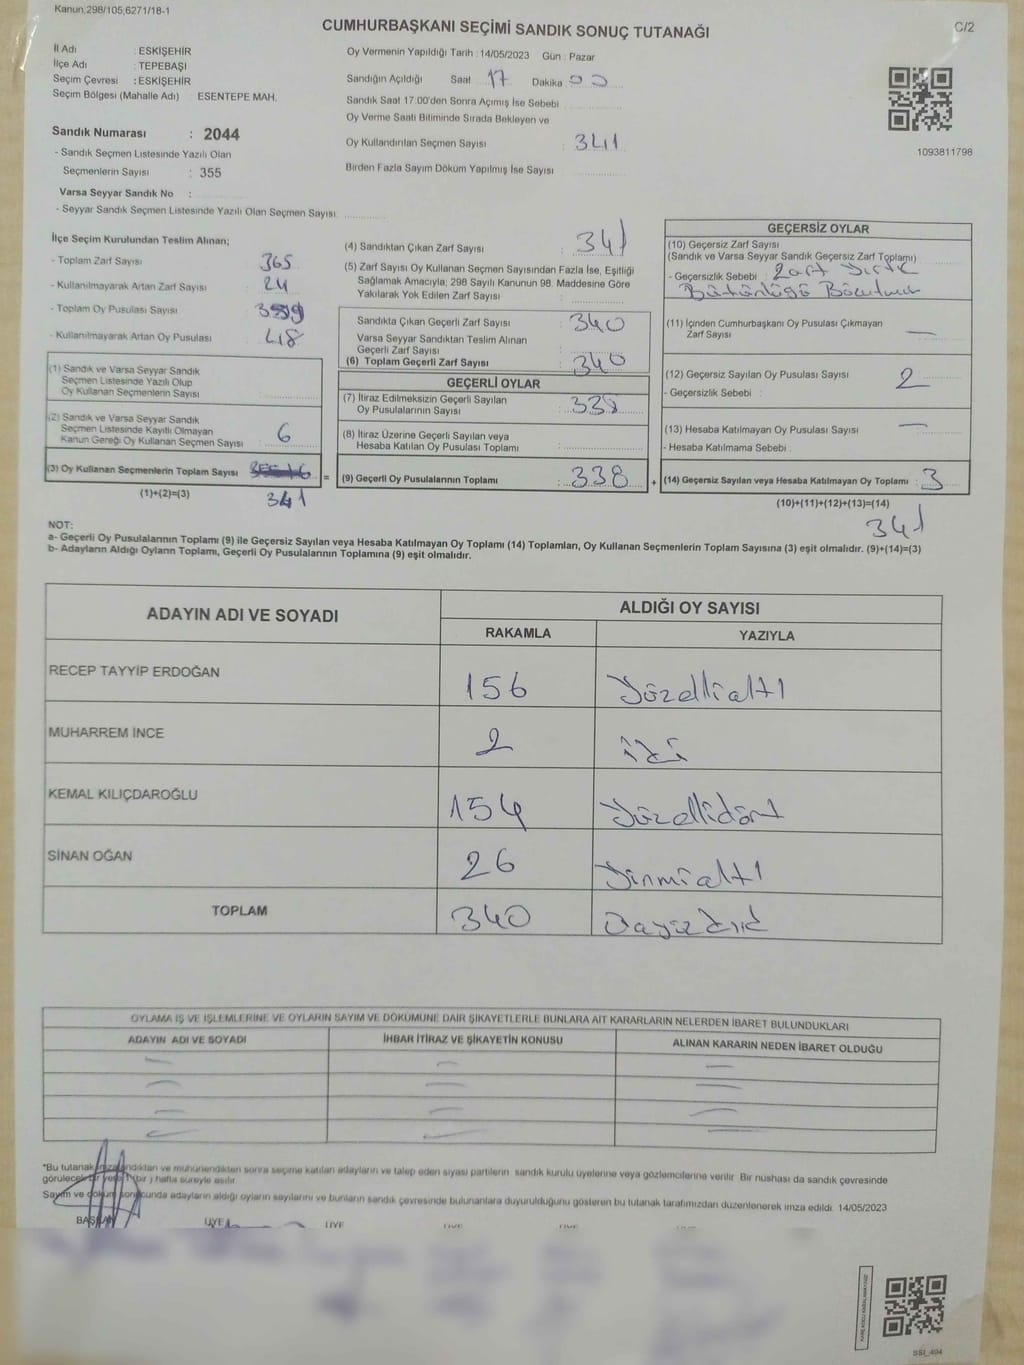 Kanun,298/105,6271/18-1
CUMHURBAŞKANI SEÇİMİ SANDIK SONUÇ TUTANAĞI
C/2
İl Adı : ESKİŞEHİR
İlçe Adı : TEPEBAŞI
Seçim Çevresi : ESKİŞEHİR
Seçim Bölgesi (Mahalle Adı) ESENTEPE MAH.
Sandık Numarası : 2044
- Sandık Seçmen Listesinde Yazılı Olan
Seçmenlerin Sayısı : 355
Varsa Seyyar Sandık No :
- Seyyar Sandık Seçmen Listesinde Yazılı Olan Seçmen Sayısı
Oy Vermenin Yapıldığı Tarih : 14/05/2023 Gün : Pazar
Sandığın Açıldığı Saat 17 Dakika 00
Sandık Saat 17.00'den Sonra Açımış İse Sebebi
Oy Verme Saati Bitiminde Sırada Bekleyen ve
Oy Kullandırılan Seçmen Sayısı : 341
Birden Fazla Sayım Döküm Yapılmış İse Sayısı
1093811798
İlçe Seçim Kurulundan Teslim Alınan;
- Toplam Zarf Sayısı 365
- Kullanılmayarak Artan Zarf Sayısı 24
- Toplam Oy Pusulası Sayısı
- Kullanılmayarak Artan Oy Pusulası 48
(1) Sandık ve Varsa Seyyar Sandık
Seçmen Listesinde Yazılı Olup
Oy Kullanan Seçmenlerin Sayısı
(2) Sandık ve Varsa Seyyar Sandık
Seçmen Listesinde Kayıtlı Olmayan
Kanun Gereği Oy Kullanan Seçmen Sayısı : 6
(3) Oy Kullanan Seçmenlerin Toplam Sayısı
(1)+(2)=(3)
341
(4) Sandıktan Çıkan Zarf Sayısı : 341
(5) Zarf Sayısı Oy Kullanan Seçmen Sayısından Fazla İse, Eşitliği
Sağlamak Amacıyla; 298 Sayılı Kanunun 98. Maddesine Göre
Yakılarak Yok Edilen Zarf Sayısı :
Sandıkta Çıkan Geçerli Zarf Sayısı : 340
Varsa Seyyar Sandıktan Teslim Alınan
Geçerli Zarf Sayısı :
(6) Toplam Geçerli Zarf Sayısı : 340
GEÇERLİ OYLAR
(7) İtiraz Edilmeksizin Geçerli Sayılan
Oy Pusulalarının Sayısı : 338
(8) İtiraz Üzerine Geçerli Sayılan veya
Hesaba Katılan Oy Pusulası Toplamı :
= (9) Geçerli Oy Pusulalarının Toplamı : 338 +
GEÇERSİZ OYLAR
(10) Geçersiz Zarf Sayısı
(Sandık ve Varsa Seyyar Sandık Geçersiz Zarf Toplamı)
- Geçersizlik Sebebi : Zarf Yırtık
Bütünlüğü Bozulmuş
(11) İçinden Cumhurbaşkanı Oy Pusulası Çıkmayan
Zarf Sayısı : —
(12) Geçersiz Sayılan Oy Pusulası Sayısı : 2
- Geçersizlik Sebebi :
(13) Hesaba Katılmayan Oy Pusulası Sayısı : —
- Hesaba Katılmama Sebebi :
(14) Geçersiz Sayılan veya Hesaba Katılmayan Oy Toplamı : 3
(10)+(11)+(12)+(13)=(14)
341
NOT:
a- Geçerli Oy Pusulalarının Toplamı (9) ile Geçersiz Sayılan veya Hesaba Katılmayan Oy Toplamı (14) Toplamları, Oy Kullanan Seçmenlerin Toplam Sayısına (3) eşit olmalıdır. (9)+(14)=(3)
b- Adayların Aldığı Oyların Toplamı, Geçerli Oy Pusulalarının Toplamına (9) eşit olmalıdır.
ADAYIN ADI VE SOYADI
ALDIĞI OY SAYISI
RAKAMLA YAZIYLA
RECEP TAYYİP ERDOĞAN 156 Yüzellialtı
MUHARREM İNCE 2 iki
KEMAL KILIÇDAROĞLU 154 Yüzellidört
SİNAN OĞAN 26 Yirmialtı
TOPLAM 340
OYLAMA İŞ VE İŞLEMLERİNE VE OYLARIN SAYIM VE DÖKÜMÜNE DAİR ŞİKAYETLERLE BUNLARA AİT KARARLARIN NELERDEN İBARET BULUNDUKLARI
ADAYIN ADI VE SOYADI İHBAR İTİRAZ VE ŞİKAYETİN KONUSU ALINAN KARARIN NEDEN İBARET OLDUĞU
*Bu tutanak imzalandıktan ve mühürlendikten sonra seçime katılan adayların ve talep eden siyasi partilerin sandık kurulu üyelerine veya gözlemcilerine verilir. Bir nüshası da sandık çevresinde
görülecek bir yere 1 (bir) hafta süreyle asılır.
Sayım ve döküm sonucunda adayların aldığı oyların sayılarını ve bunların sandık çevresinde bulunanlara duyurulduğunu gösteren bu tutanak tarafımızdan düzenlenerek imza edildi. 14/05/2023
BAŞKAN ÜYE ÜYE ÜYE ÜYE ÜYE
SSI_494